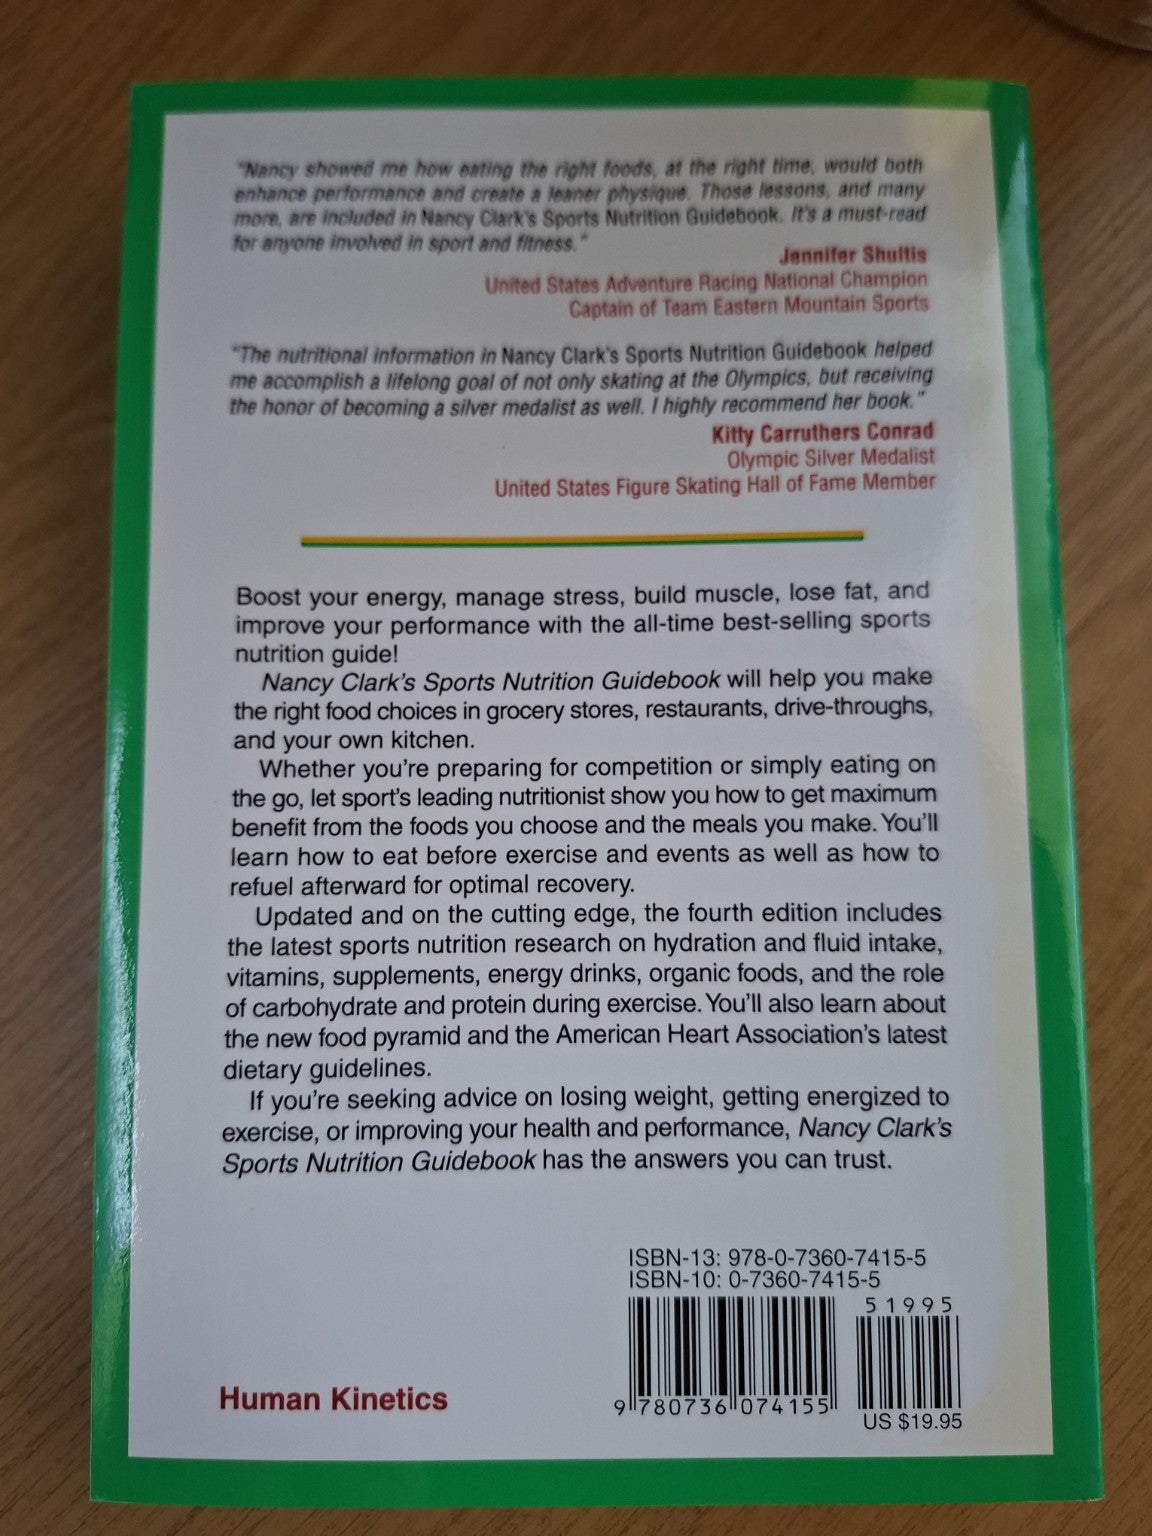 "Nancy showed me how eating the right foods, at the right time, would both
enhance performance and create a leaner physique. Those lessons, and many
more, are included in Nancy Clark's Sports Nutrition Guidebook. It's a must-read
for anyone involved in sport and fitness."
Jennifer Shultis
United States Adventure Racing National Champion
Captain of Team Eastern Mountain Sports
"The nutritional information in Nancy Clark's Sports Nutrition Guidebook helped
me accomplish a lifelong goal of not only skating at the Olympics, but receiving
the honor of becoming a silver medalist as well. I highly recommend her book."
Kitty Carruthers Conrad
Olympic Silver Medalist
United States Figure Skating Hall of Fame Member
Boost your energy, manage stress, build muscle, lose fat, and
improve your performance with the all-time best-selling sports
nutrition guide!
Nancy Clark's Sports Nutrition Guidebook will help you make
the right food choices in grocery stores, restaurants, drive-throughs,
and your own kitchen.
Whether you're preparing for competition or simply eating on
the go, let sport's leading nutritionist show you how to get maximum
benefit from the foods you choose and the meals you make. You'll
learn how to eat before exercise and events as well as how to
refuel afterward for optimal recovery.
Updated and on the cutting edge, the fourth edition includes
the latest sports nutrition research on hydration and fluid intake,
vitamins, supplements, energy drinks, organic foods, and the role
of carbohydrate and protein during exercise. You'll also learn about
the new food pyramid and the American Heart Association's latest
dietary guidelines.
If you're seeking advice on losing weight, getting energized to
exercise, or improving your health and performance, Nancy Clark's
Sports Nutrition Guidebook has the answers you can trust.
ISBN-13: 978-0-7360-7415-5
ISBN-10: 0-7360-7415-5
51995
9 780736 074155
US $19.95
Human Kinetics